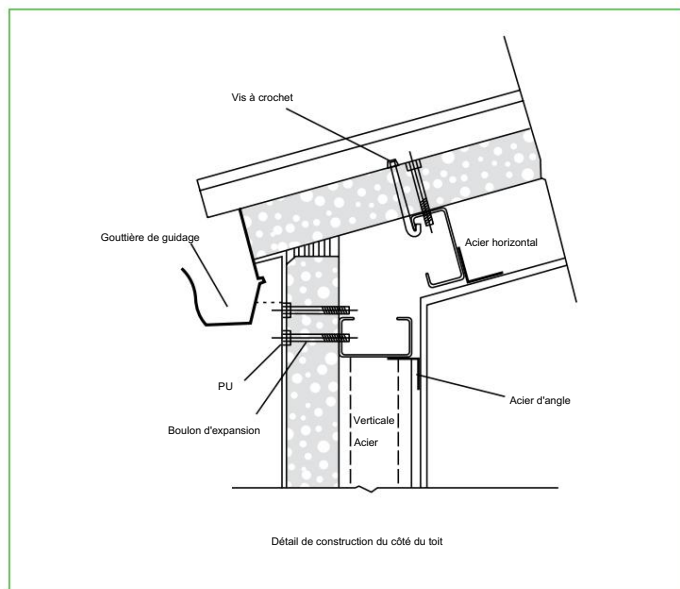 Vis à crochet
Gouttière de guidage
Acier horizontal
PU
Acier d'angle
Boulon d'expansion
Verticale
Acier
Détail de construction du côté du toit